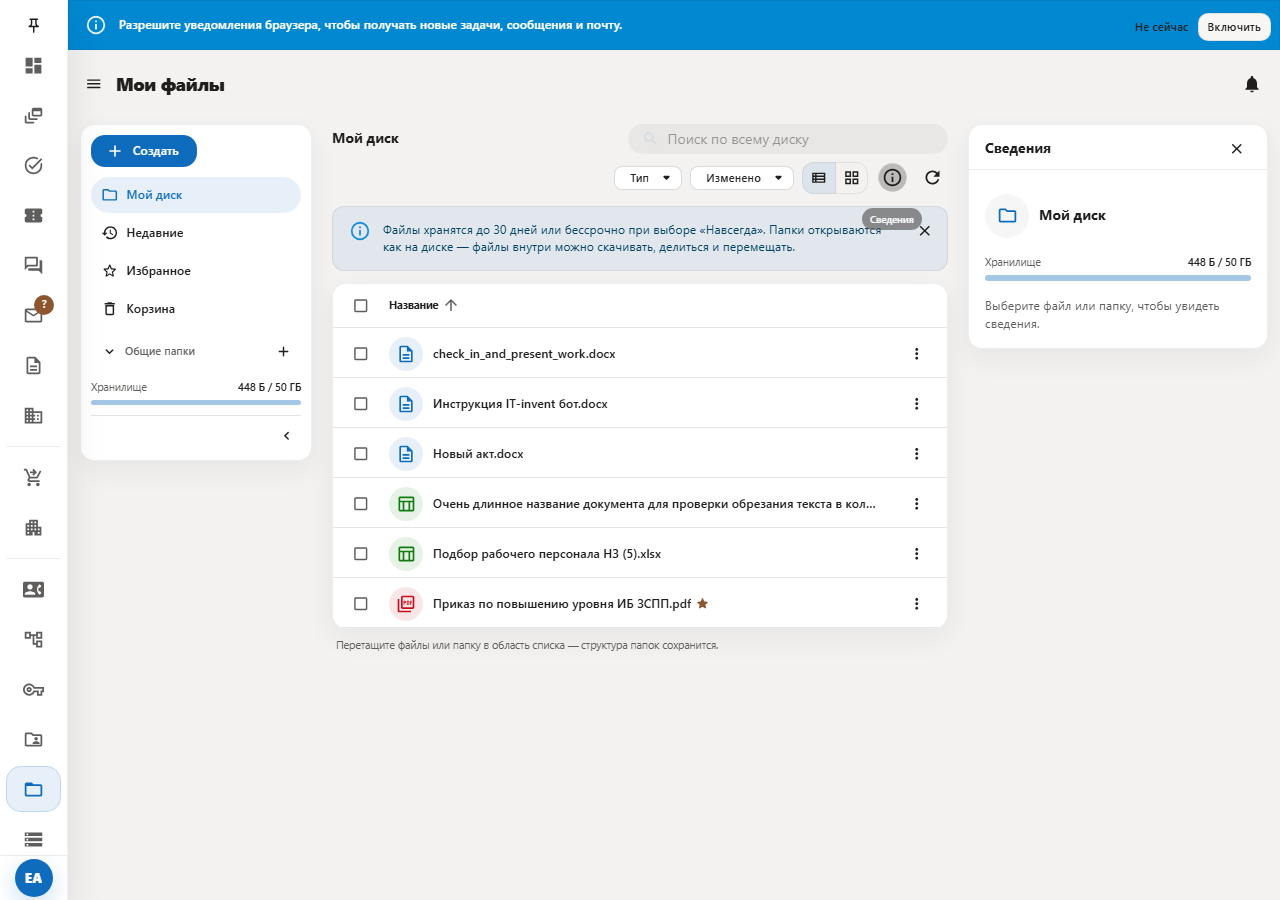 Разрешите уведомления браузера, чтобы получать новые задачи, сообщения и почту.
Не сейчас
Включить
Мои файлы
Создать
Мой диск
Недавние
Избранное
Корзина
Общие папки
Хранилище
448 Б / 50 ГБ
Мой диск
Поиск по всему диску
Тип
Изменено
Сведения
Файлы хранятся до 30 дней или бессрочно при выборе «Навсегда». Папки открываются
как на диске — файлы внутри можно скачивать, делиться и перемещать.
Название
check_in_and_present_work.docx
Инструкция IT-invent бот.docx
Новый акт.docx
Очень длинное название документа для проверки обрезания текста в кол...
Подбор рабочего персонала НЗ (5).xlsx
PDF
Приказ по повышению уровня ИБ ЗСПП.pdf
Перетащите файлы или папку в область списка — структура папок сохранится.
Сведения
Мой диск
Хранилище
448 Б / 50 ГБ
Выберите файл или папку, чтобы увидеть
сведения.
?
EA